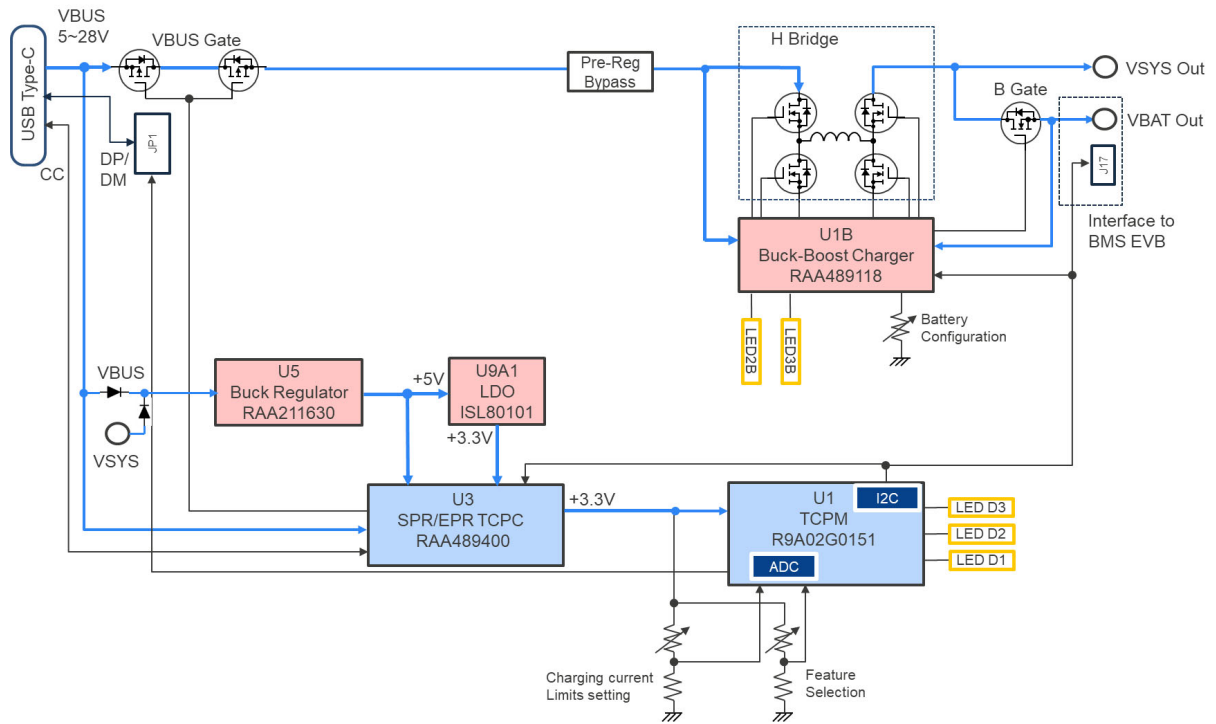 VBUS
5~28V
VBUS Gate
H Bridge
USB Type-C
Pre-Reg
Bypass
VSYS Out
B Gate
VBAT Out
JP1
J17
CC
DP/
DM
Interface to
BMS EVB
U1B
Buck-Boost Charger
RAA489118
LED2B
LED3B
Battery
Configuration
VBUS
U5
Buck Regulator
RAA211630
+5V
U9A1
LDO
ISL80101
VSYS
+3.3V
U3
SPR/EPR TCPC
RAA489400
+3.3V
U1
TCPM
R9A02G0151
I2C
ADC
LED D3
LED D2
LED D1
Charging current
Limits setting
Feature
Selection